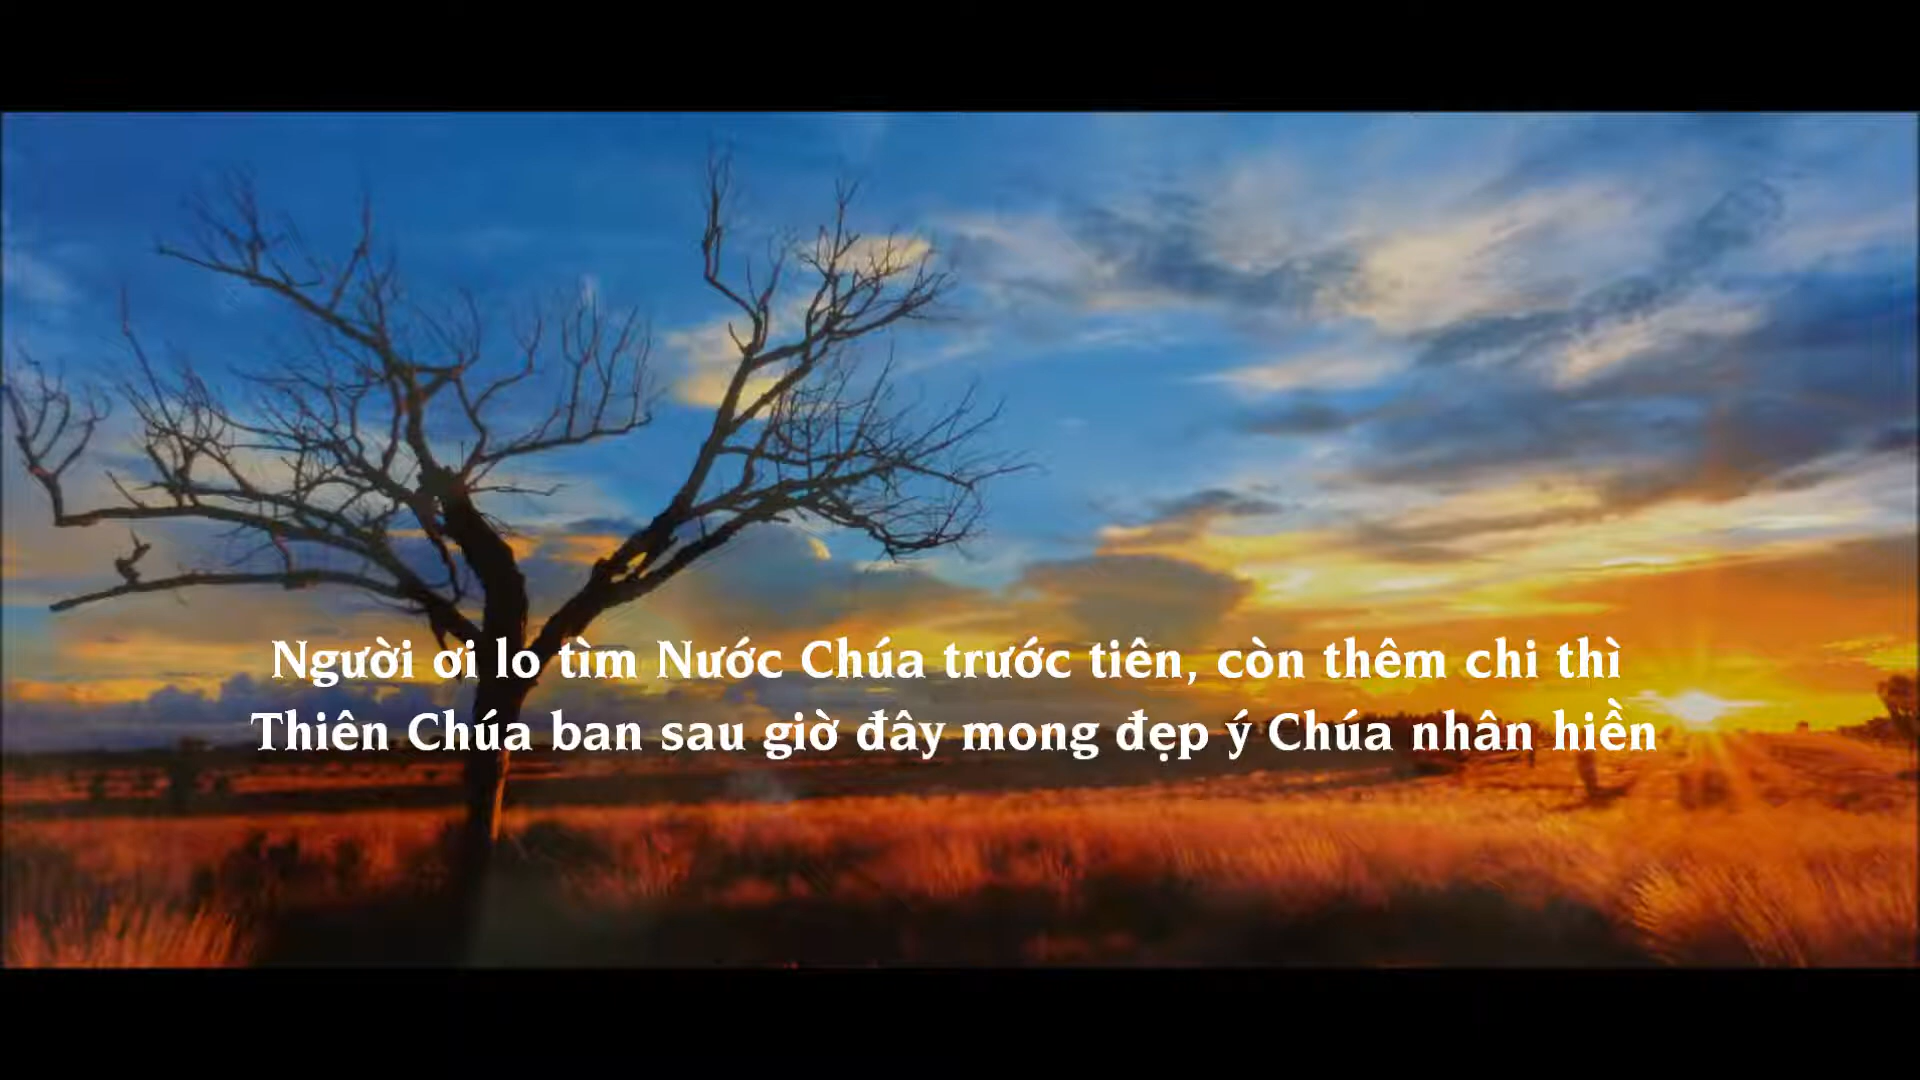 Người ơi lo tìm Nước Chúa trước tiên, còn thêm chi thì
Thiên Chúa ban sau giờ đây mong đẹp ý Chúa nhân hiền